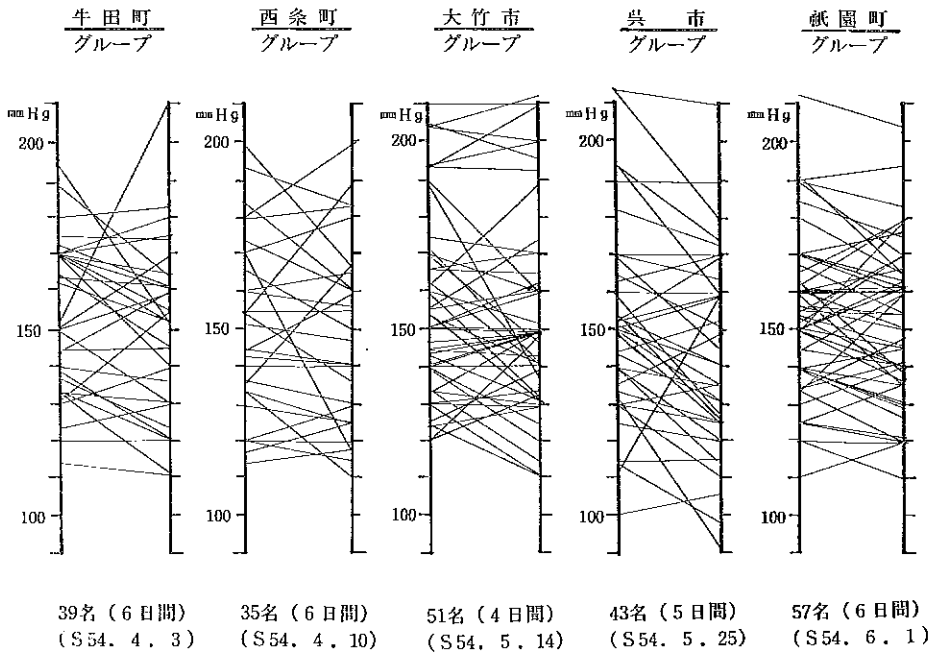 牛田町 西条町 大竹市 呉市 祇園町
グループ グループ グループ グループ グループ
mmHg mmHg mmHg mmHg mmHg
200 200 200 200 200
150 150 150 150 150
100 100 100 100 100
39名(6日間) 35名(6日間) 51名(4日間) 43名(5日間) 57名(6日間)
(S54. 4. 3) (S54. 4. 10) (S54. 5. 14) (S54. 5. 25) (S54. 6. 1)